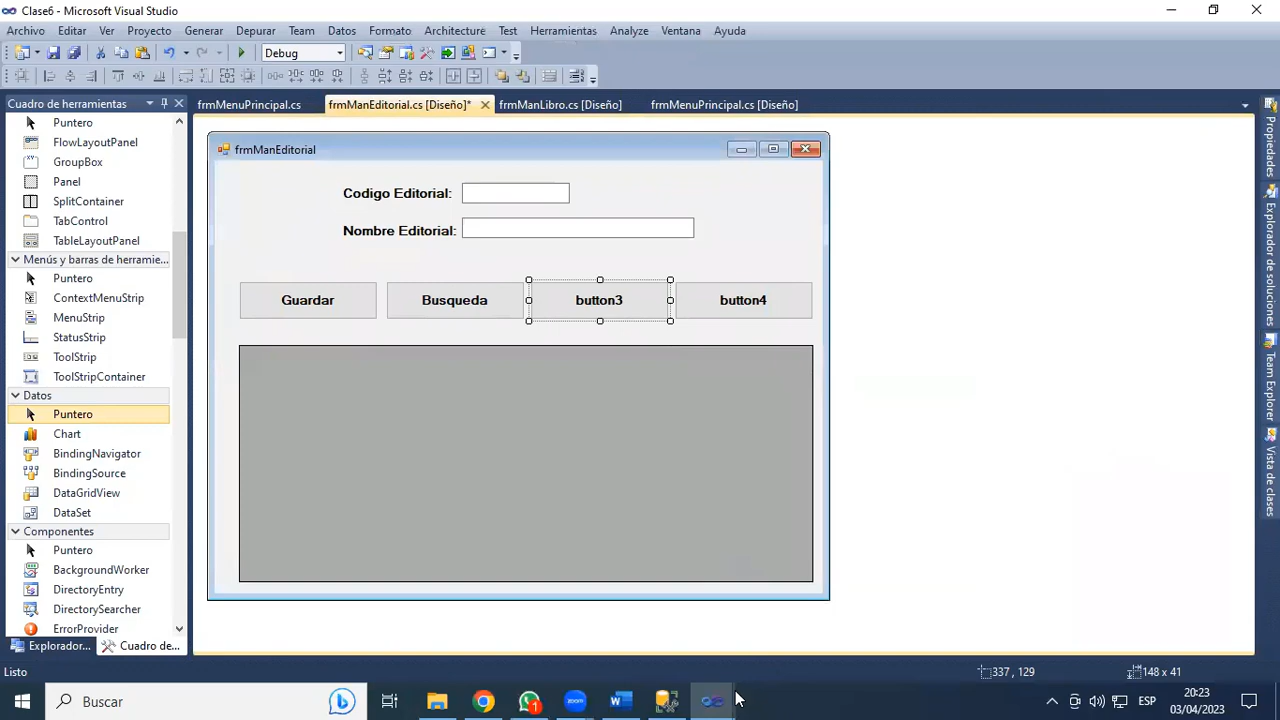 Clase6 - Microsoft Visual Studio
Archivo Editar Ver Proyecto Generar Depurar Team Datos Formato Architecture Test Herramientas Analyze Ventana Ayuda
Debug
Cuadro de herramientas
frmMenuPrincipal.cs frmManEditorial.cs [Diseño]* frmManLibro.cs [Diseño] frmMenuPrincipal.cs [Diseño]
Puntero
FlowLayoutPanel
GroupBox
Panel
SplitContainer
TabControl
TableLayoutPanel
Menús y barras de herramie...
Puntero
ContextMenuStrip
MenuStrip
StatusStrip
ToolStrip
ToolStripContainer
Datos
Puntero
Chart
BindingNavigator
BindingSource
DataGridView
DataSet
Componentes
Puntero
BackgroundWorker
DirectoryEntry
DirectorySearcher
ErrorProvider
Explorador... Cuadro de...
frmManEditorial
Codigo Editorial:
Nombre Editorial:
Guardar Busqueda button3 button4
Propiedades
Explorador de soluciones
Team Explorer
Vista de clases
Listo 337 , 129 148 x 41
Buscar
1
zoom
ESP
20:23
03/04/2023